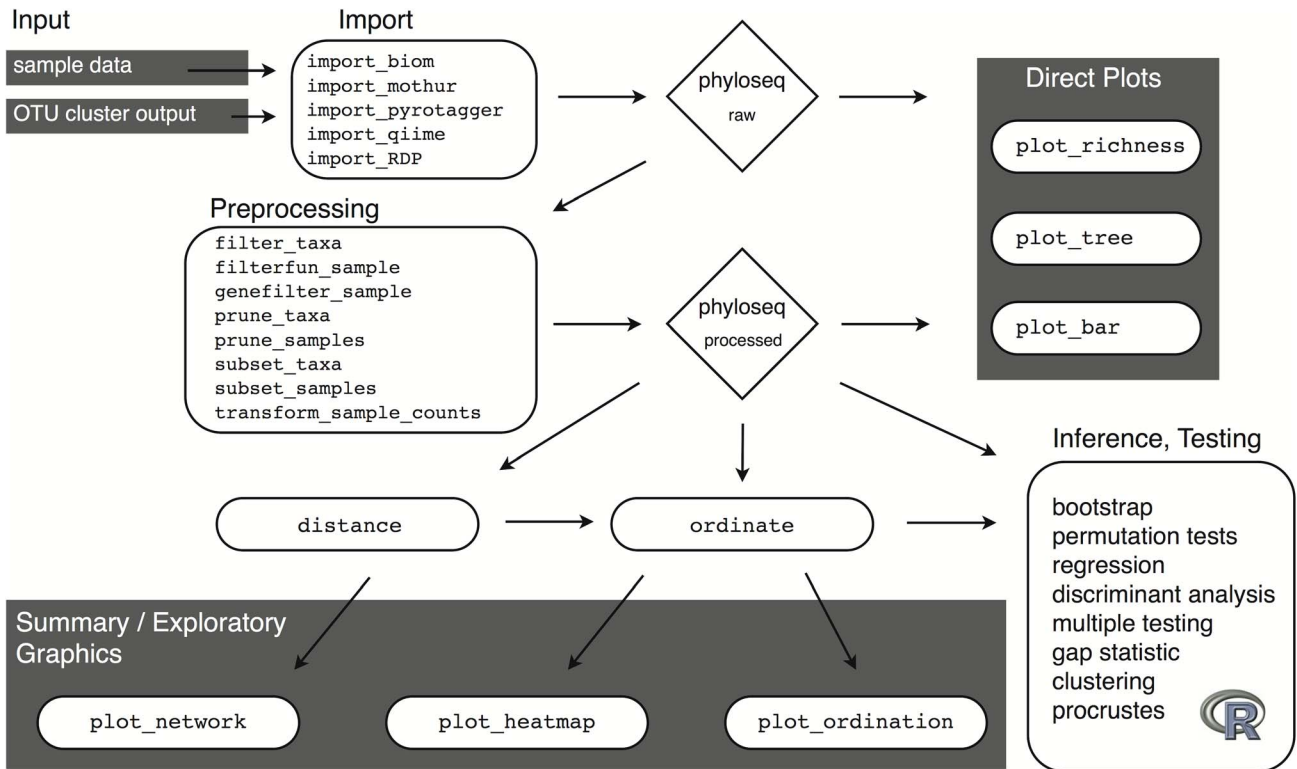 Input
sample data
OTU cluster output
Import
import_biom
import_mothur
import_pyrotagger
import_qiime
import_RDP
phyloseq
raw
Direct Plots
plot_richness
plot_tree
plot_bar
Preprocessing
filter_taxa
filterfun_sample
genefilter_sample
prune_taxa
prune_samples
subset_taxa
subset_samples
transform_sample_counts
phyloseq
processed
distance
ordinate
Inference, Testing
bootstrap
permutation tests
regression
discriminant analysis
multiple testing
gap statistic
clustering
procrustes
R
Summary / Exploratory
Graphics
plot_network
plot_heatmap
plot_ordination